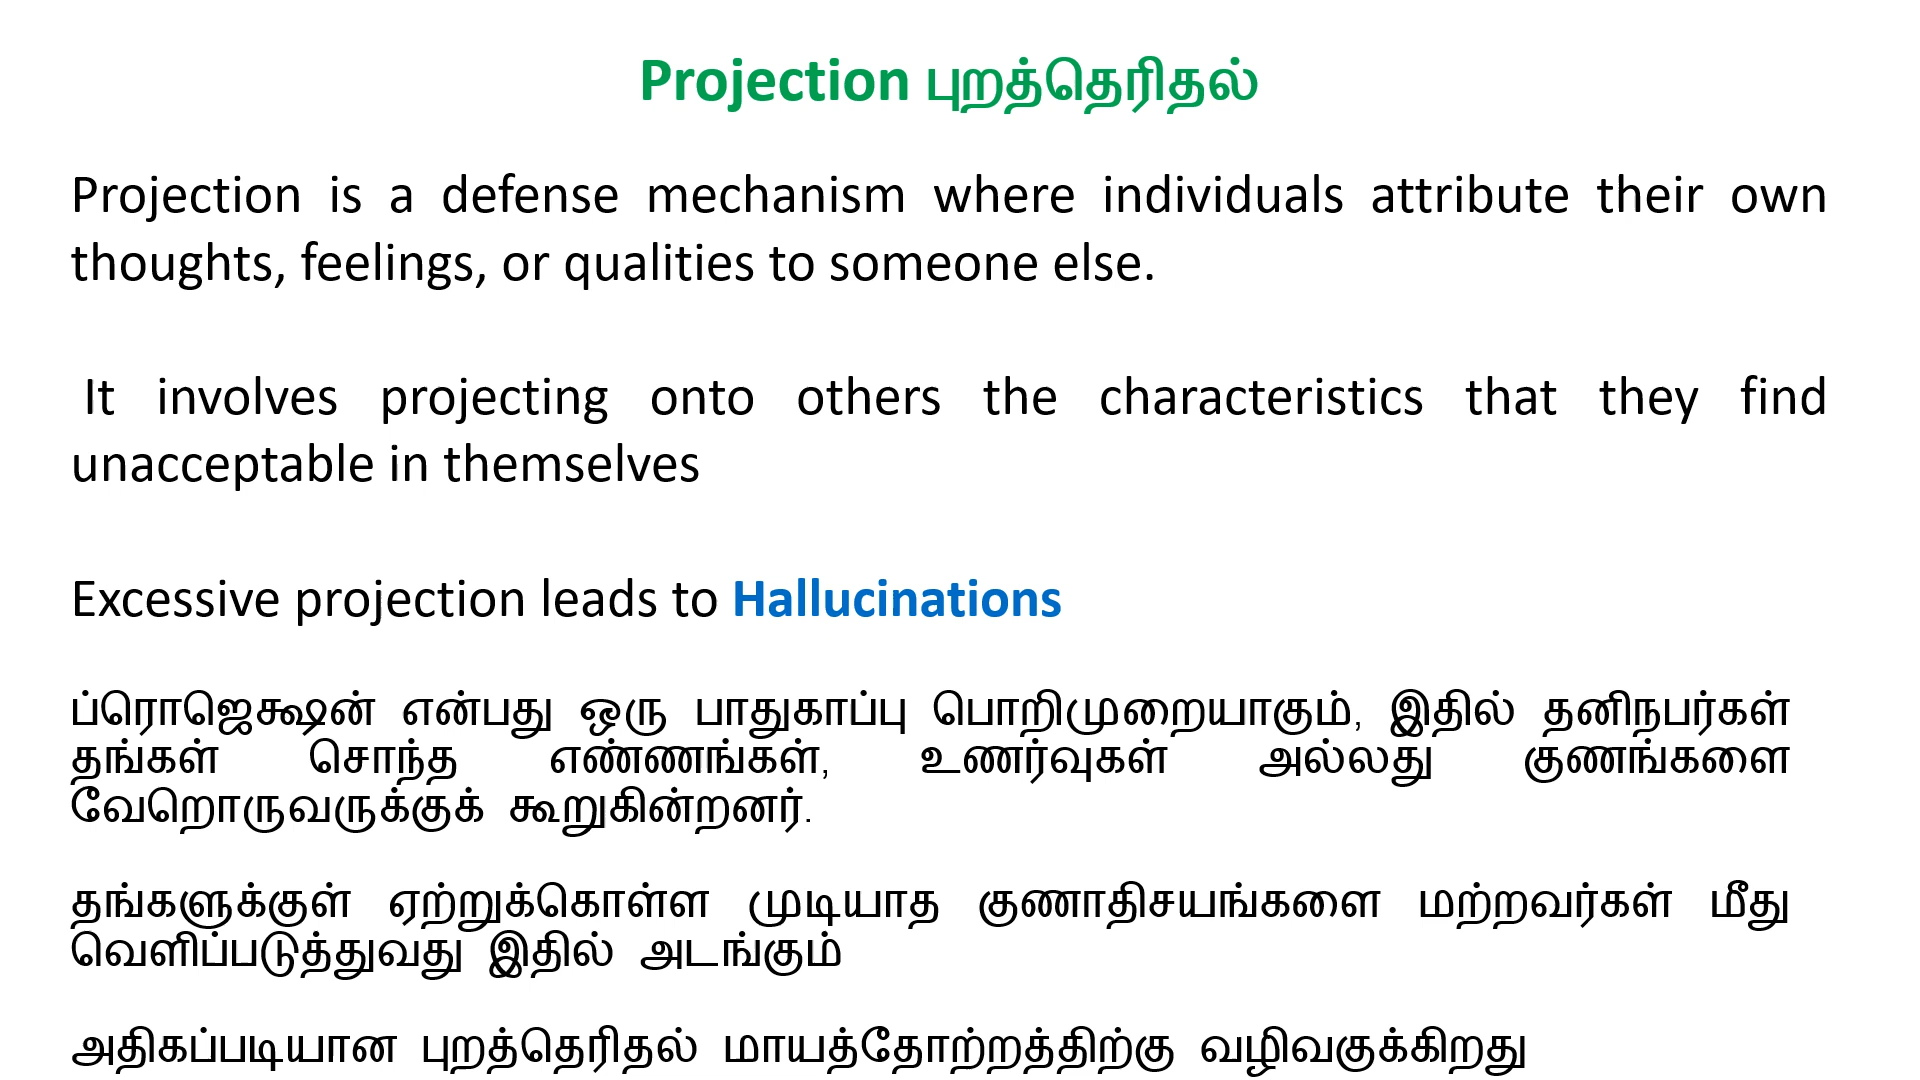 Projection புறத்தெரிதல்
Projection is a defense mechanism where individuals attribute their own
thoughts, feelings, or qualities to someone else.
It involves projecting onto others the characteristics that they find
unacceptable in themselves
Excessive projection leads to Hallucinations
ப்ரொஜெக்ஷன் என்பது ஒரு பாதுகாப்பு பொறிமுறையாகும், இதில் தனிநபர்கள்
தங்கள் சொந்த எண்ணங்கள், உணர்வுகள் அல்லது குணங்களை
வேறொருவருக்குக் கூறுகின்றனர்.
தங்களுக்குள் ஏற்றுக்கொள்ள முடியாத குணாதிசயங்களை மற்றவர்கள் மீது
வெளிப்படுத்துவது இதில் அடங்கும்
அதிகப்படியான புறத்தெரிதல் மாயத்தோற்றத்திற்கு வழிவகுக்கிறது